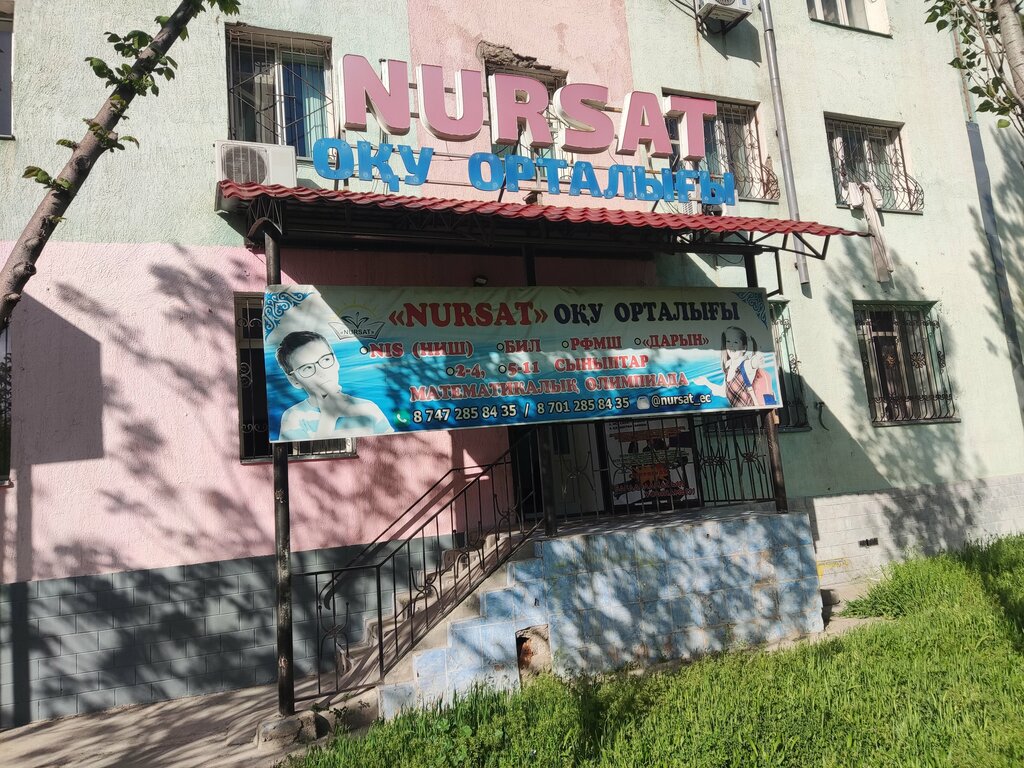 NURSAT
ОҚУ ОРТАЛЫҒЫ
«NURSAT» ОҚУ ОРТАЛЫҒЫ
«NURSAT»
•NIS (НИШ) •БИЛ •РФМШ •«ДАРЫН»
•2-4, •5-11 СЫНЫПТАР
МАТЕМАТИКАЛЫК ОЛИМПИАДА
8 747 285 84 35 / 8 701 285 84 35 @nursat_ec